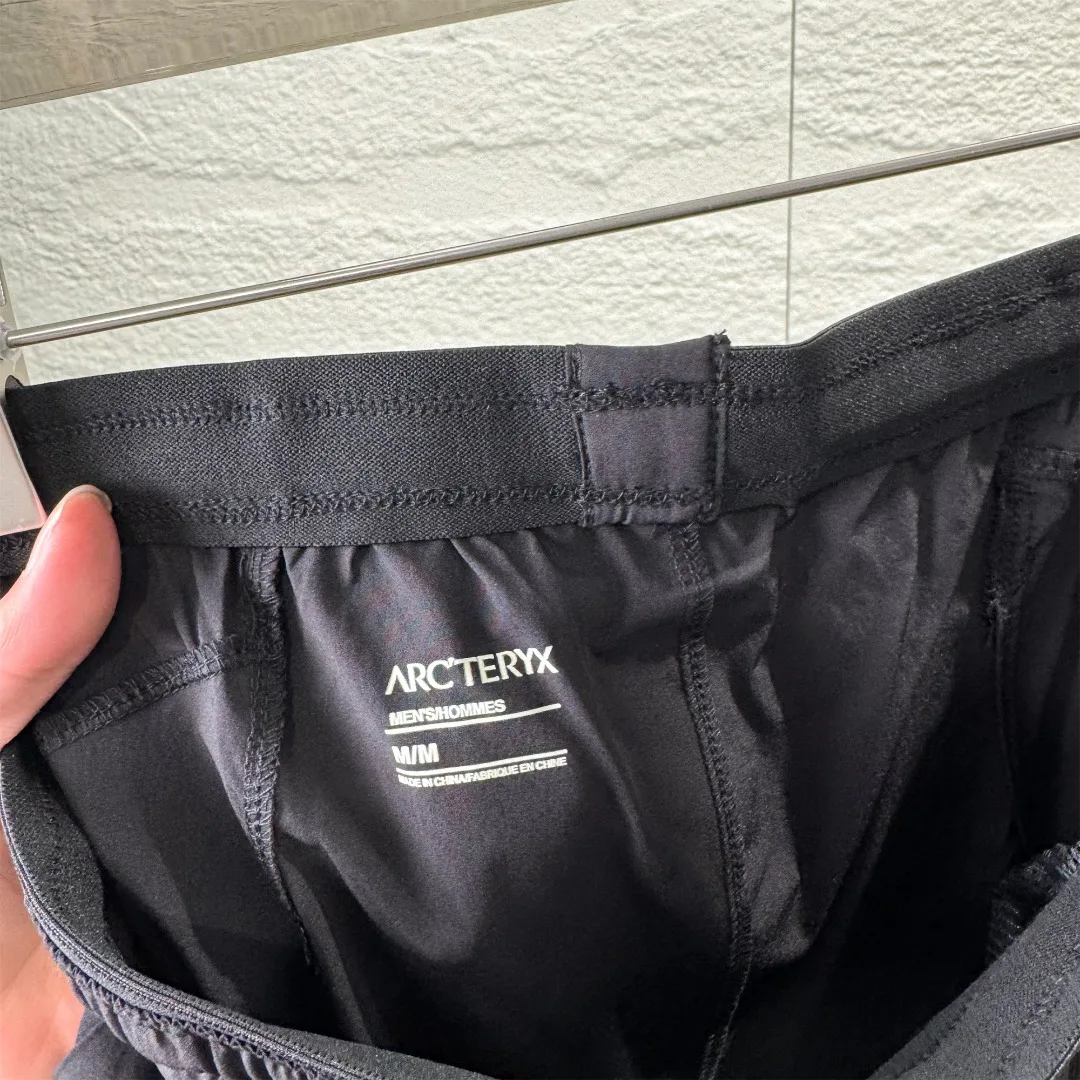 ARC'TERYX
MEN'S/HOMMES
M/M
MADE IN CHINA/FABRIQUE EN CHINE